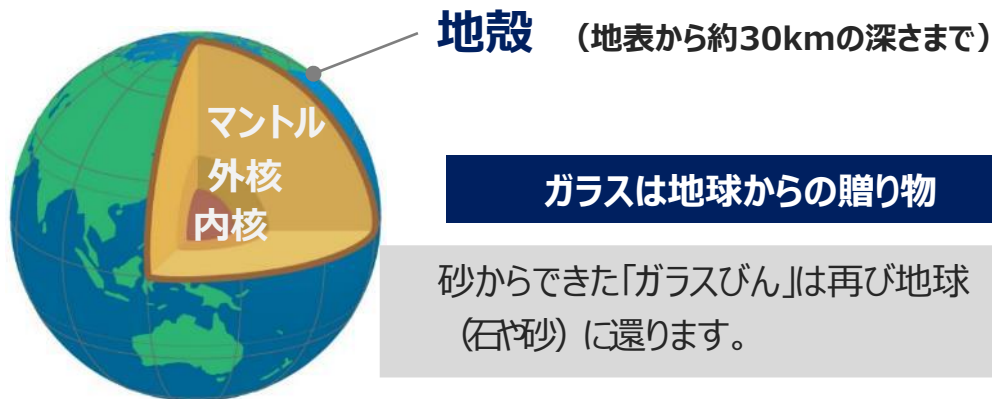 地殻 （地表から約30kmの深さまで）
マントル
外核
内核
ガラスは地球からの贈り物
砂からできた「ガラスびん」は再び地球
（石や砂）に還ります。